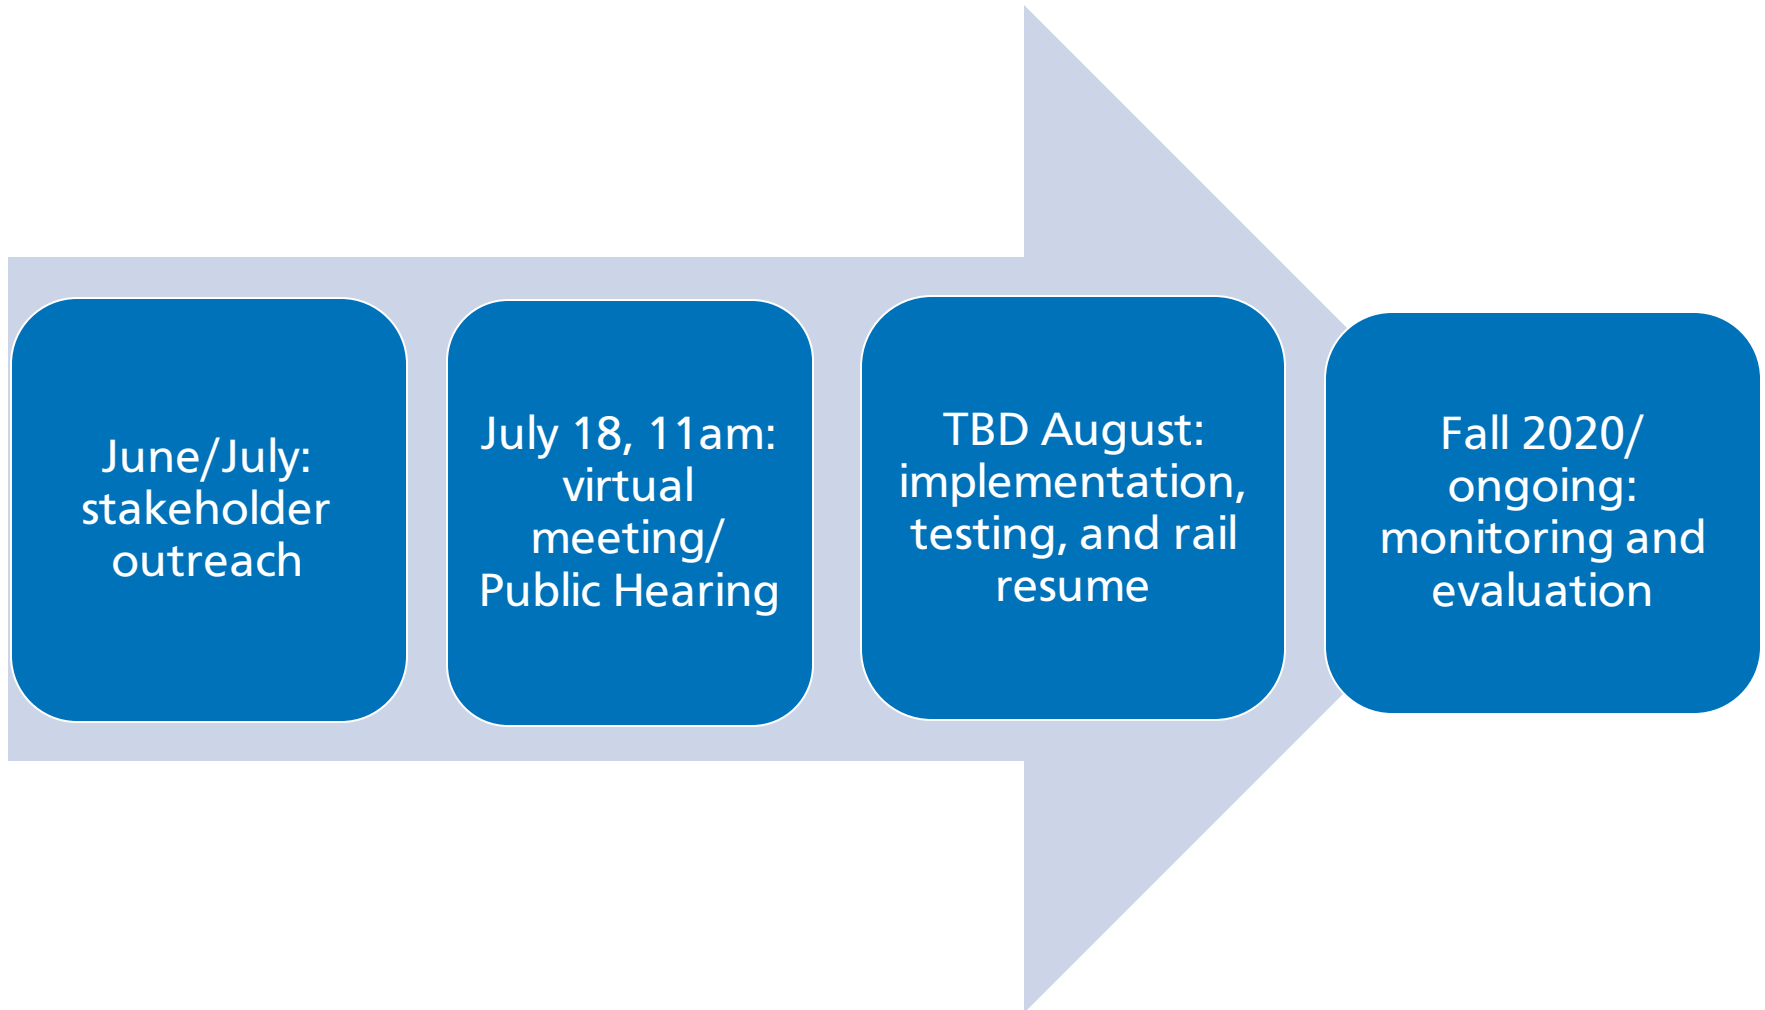 June/July:
stakeholder
outreach
July 18, 11am:
virtual
meeting/
Public Hearing
TBD August:
implementation,
testing, and rail
resume
Fall 2020/
ongoing:
monitoring and
evaluation